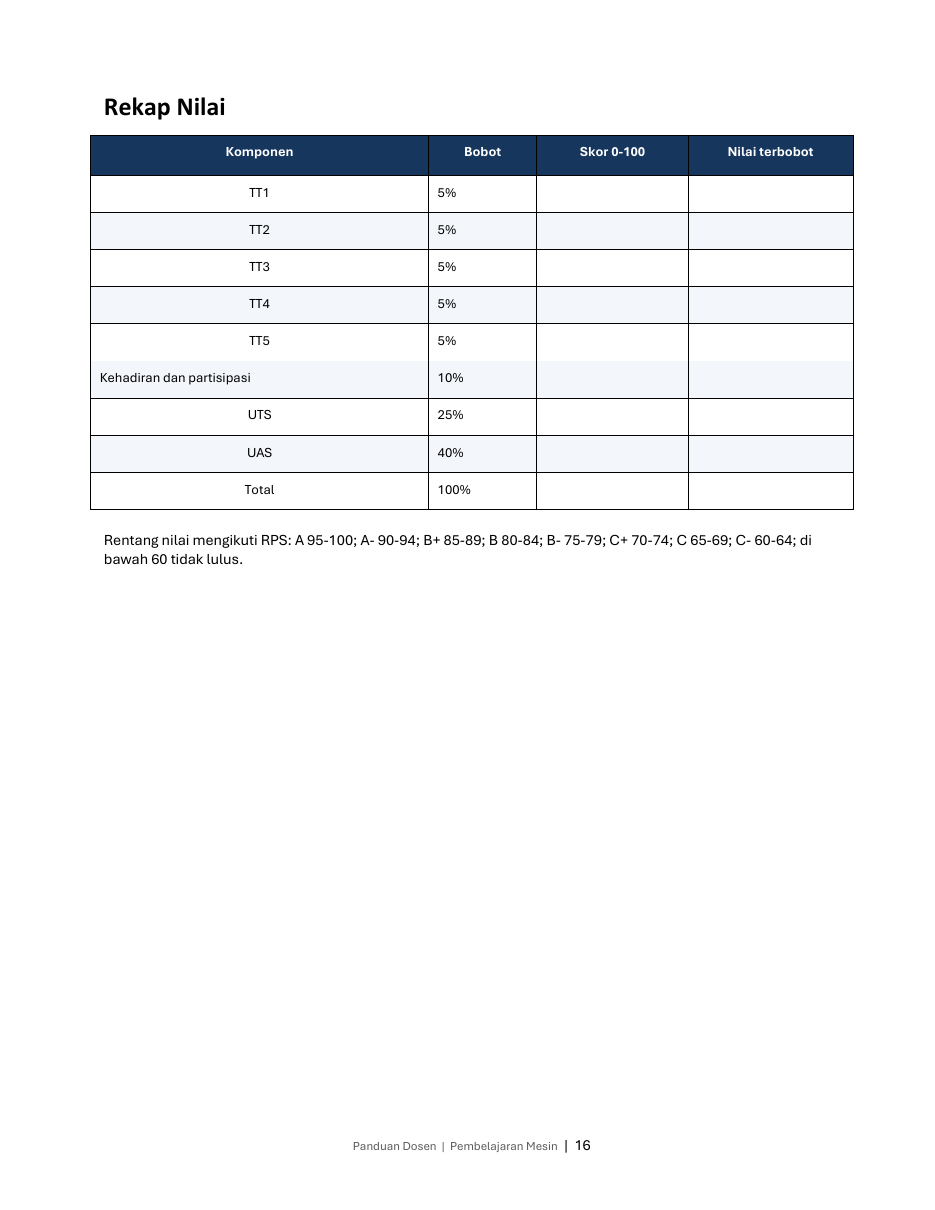 Rekap Nilai
Komponen Bobot Skor 0-100 Nilai terbobot
TT1 5%
TT2 5%
TT3 5%
TT4 5%
TT5 5%
Kehadiran dan partisipasi 10%
UTS 25%
UAS 40%
Total 100%
Rentang nilai mengikuti RPS: A 95-100; A- 90-94; B+ 85-89; B 80-84; B- 75-79; C+ 70-74; C 65-69; C- 60-64; di
bawah 60 tidak lulus.
Panduan Dosen | Pembelajaran Mesin | 16